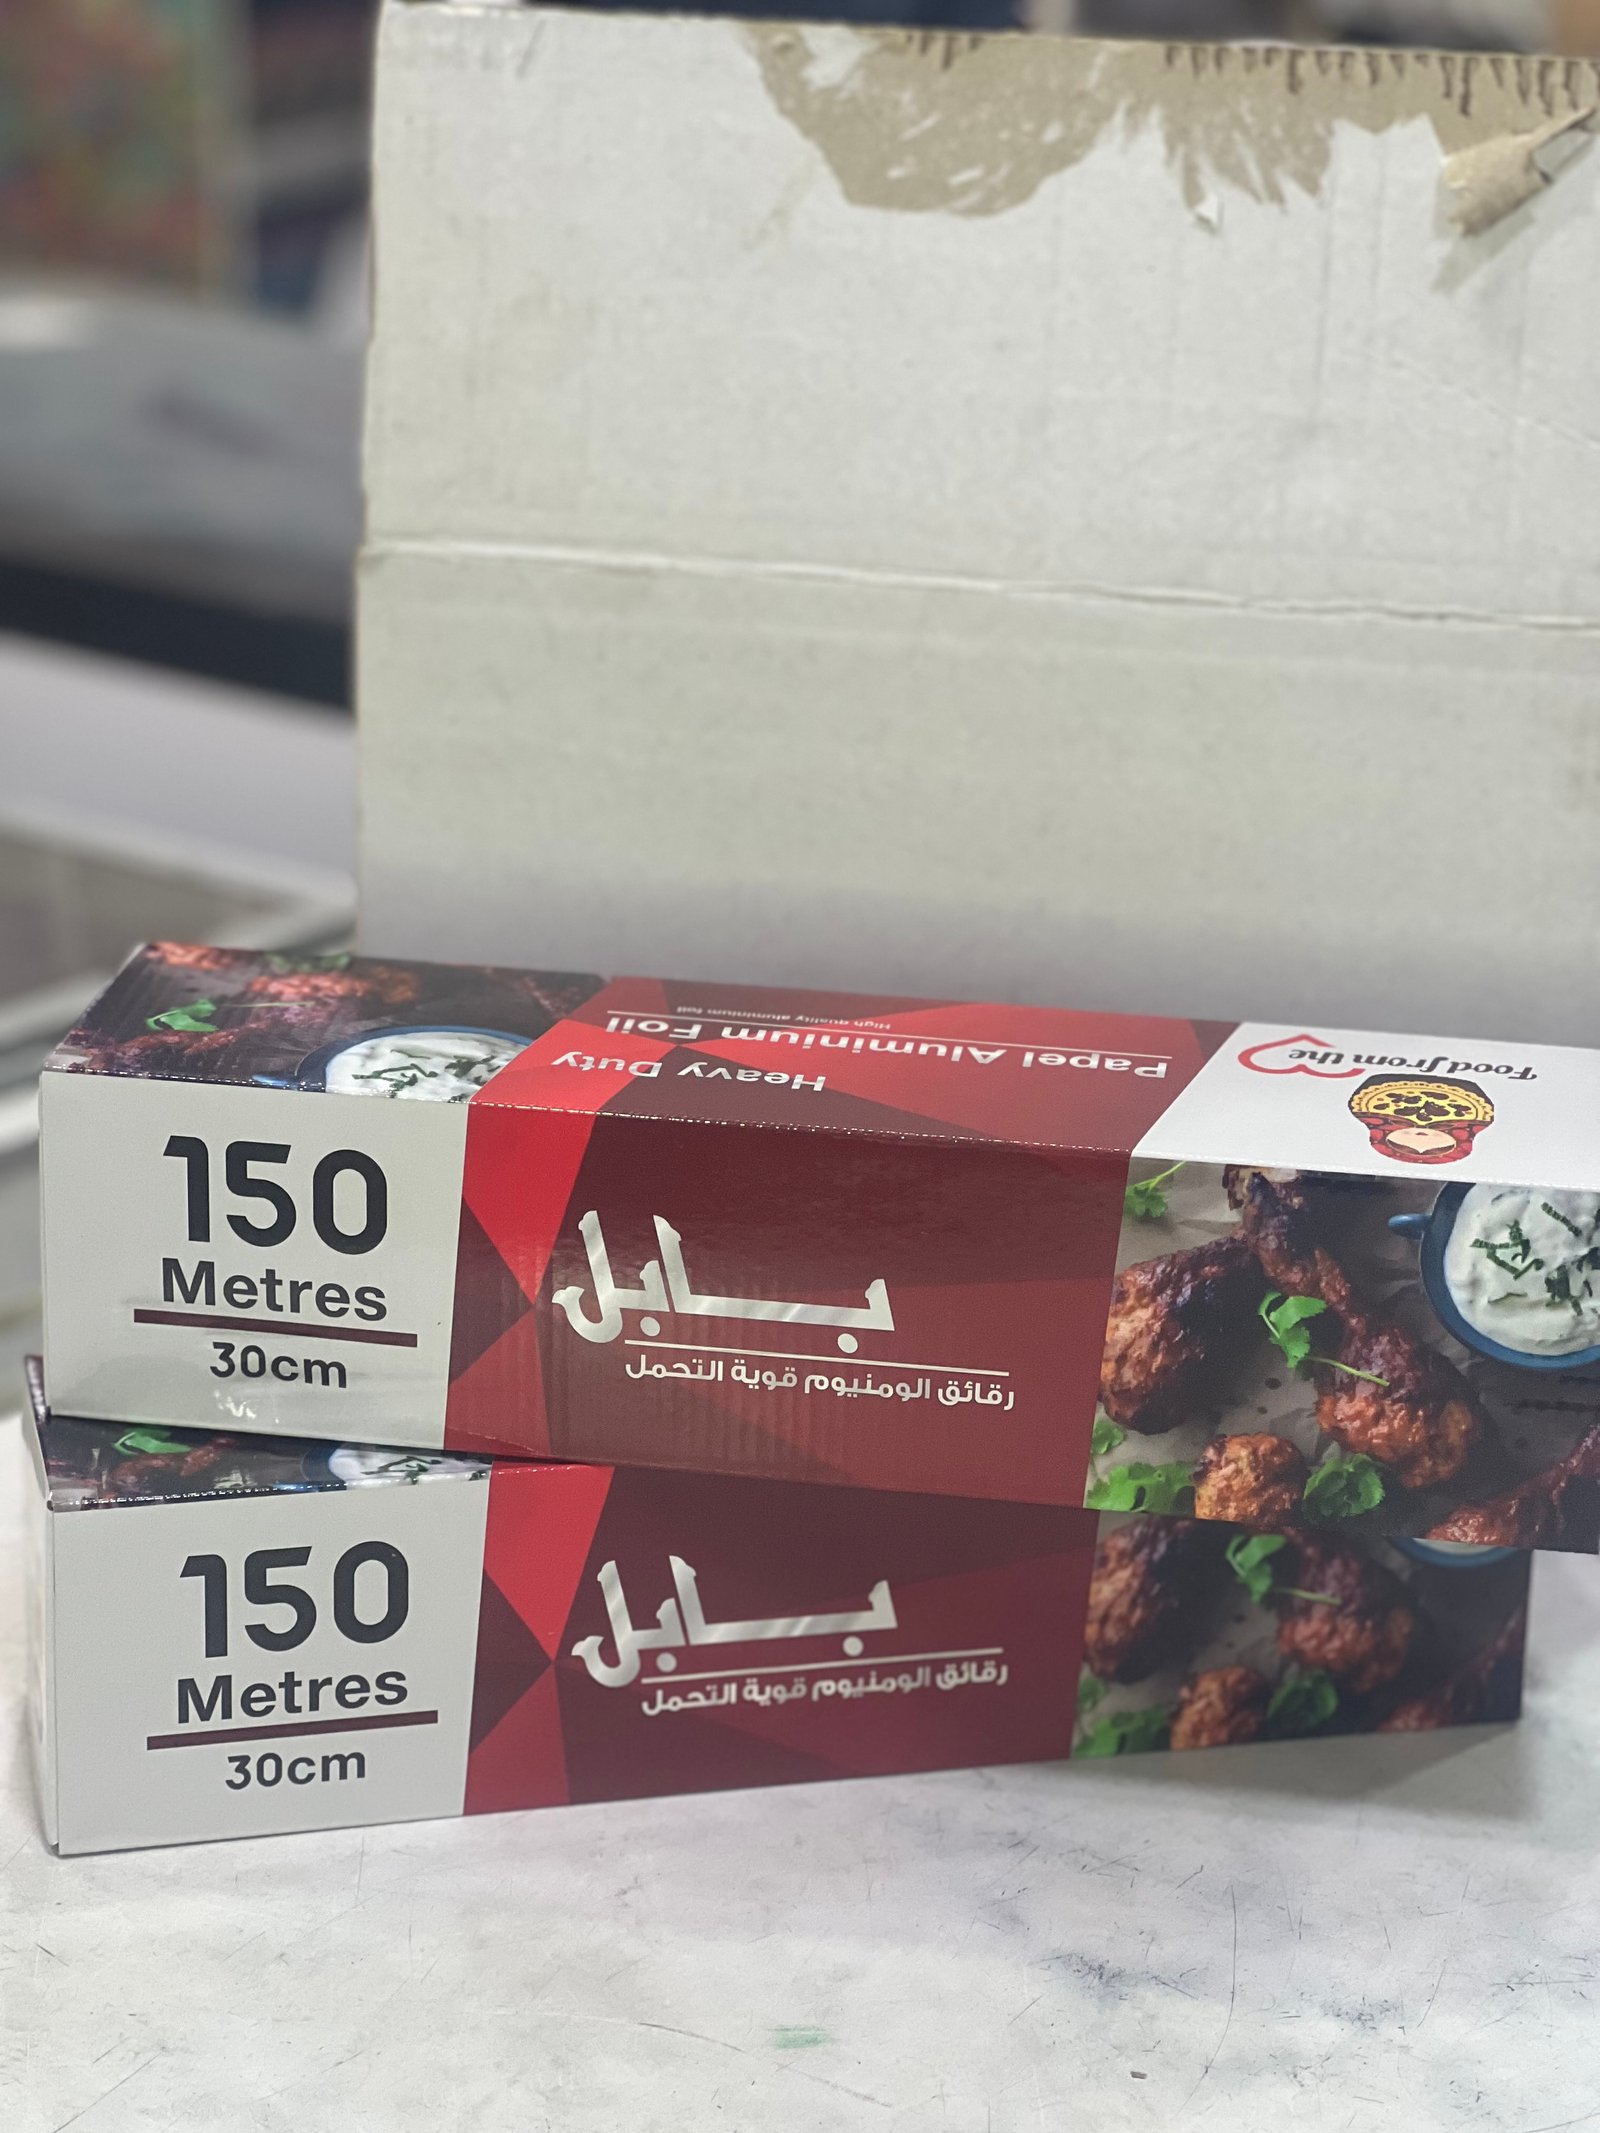 Food from the
Heavy Duty
Papel Aluminium Foil
High quality aluminium foil
150
Metres
30cm
بابل
رقائق الومنيوم قوية التحمل
150
Metres
30cm
بابل
رقائق الومنيوم قوية التحمل